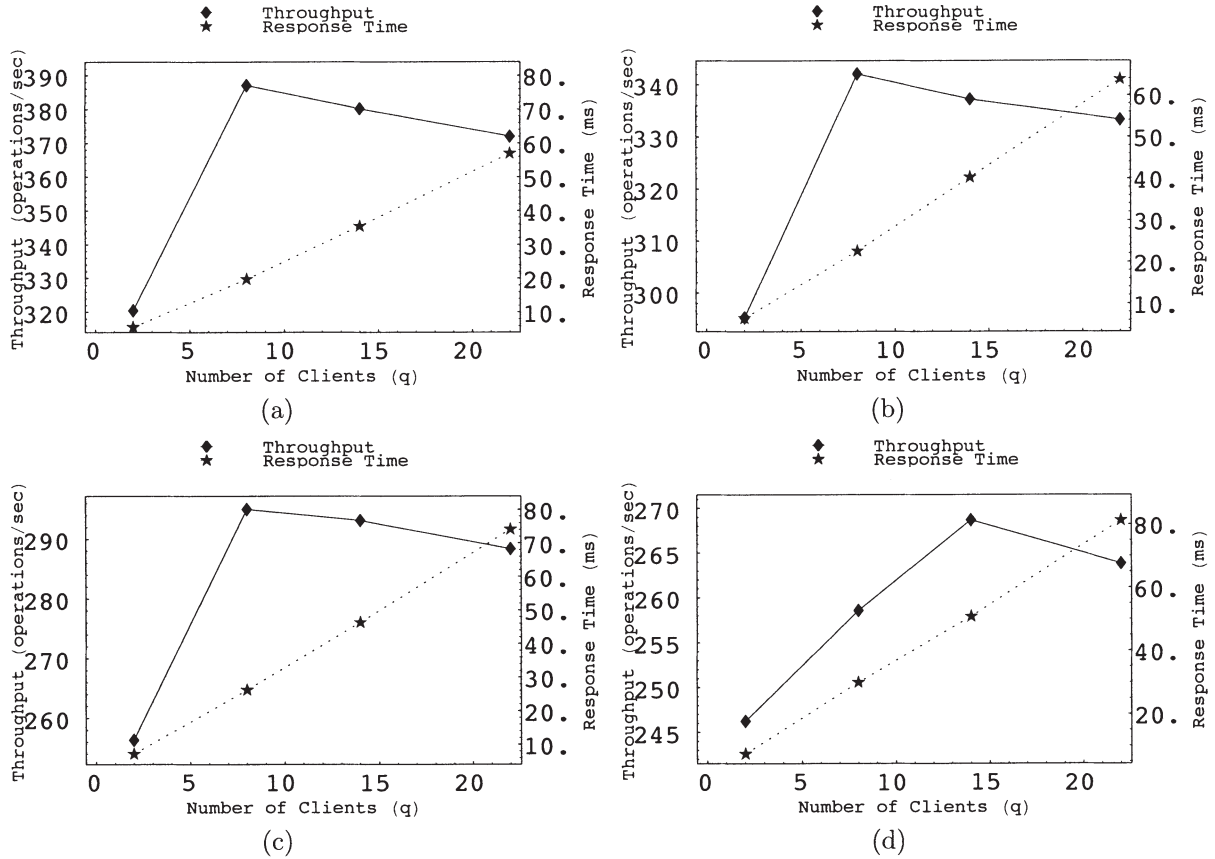 Throughput
Response Time
Throughput (operations/sec)
390
380
370
360
350
340
330
320
80.
70.
60.
50.
40.
30.
20.
10.
Response Time (ms)
0 5 10 15 20
Number of Clients (q)
(a)
Throughput
Response Time
Throughput (operations/sec)
340
330
320
310
300
60.
50.
40.
30.
20.
10.
Response Time (ms)
0 5 10 15 20
Number of Clients (q)
(b)
Throughput
Response Time
Throughput (operations/sec)
290
280
270
260
80.
70.
60.
50.
40.
30.
20.
10.
Response Time (ms)
0 5 10 15 20
Number of Clients (q)
(c)
Throughput
Response Time
Throughput (operations/sec)
270
265
260
255
250
245
80.
60.
40.
20.
Response Time (ms)
0 5 10 15 20
Number of Clients (q)
(d)